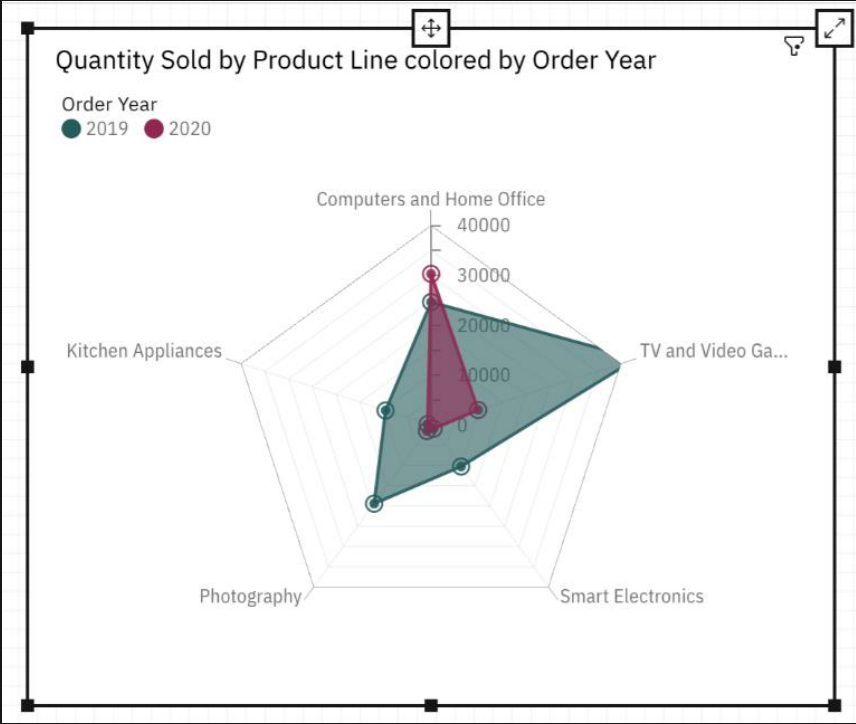 Quantity Sold by Product Line colored by Order Year
Order Year
2019 2020
Computers and Home Office
40000
30000
20000
Kitchen Appliances
TV and Video Ga...
10000
0
Photography
Smart Electronics